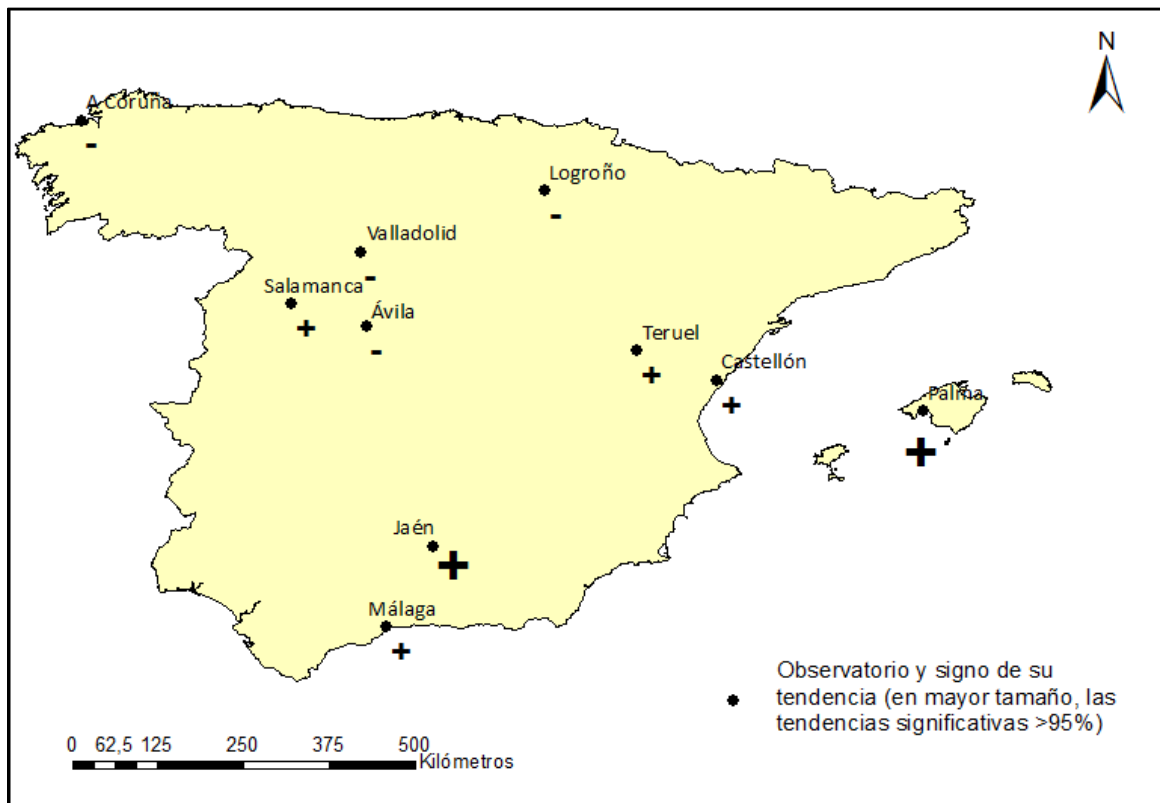 N
A Coruña
-
Logroño
-
Valladolid
-
Salamanca
+
Ávila
-
Teruel
+
Castellón
+
Palma
+
Jaén
+
Málaga
+
Observatorio y signo de su
tendencia (en mayor tamaño, las
tendencias significativas >95%)
0 62,5 125 250 375 500
Kilómetros